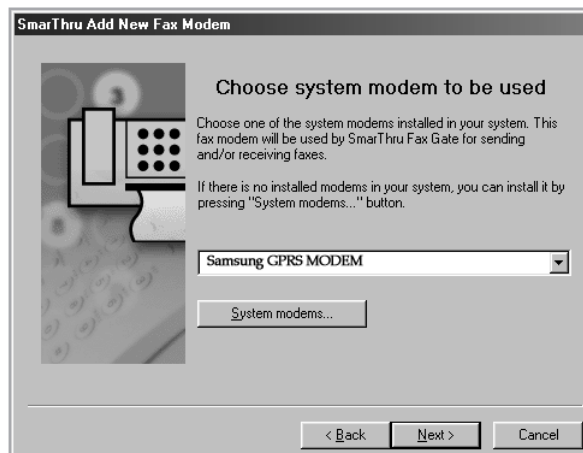 SmarThru Add New Fax Modem
Choose system modem to be used
Choose one of the system modems installed in your system. This
fax modem will be used by SmarThru Fax Gate for sending
and/or receiving faxes.
If there is no installed modems in your system, you can install it by
pressing "System modems..." button.
Samsung GPRS MODEM
System modems...
< Back
Next >
Cancel